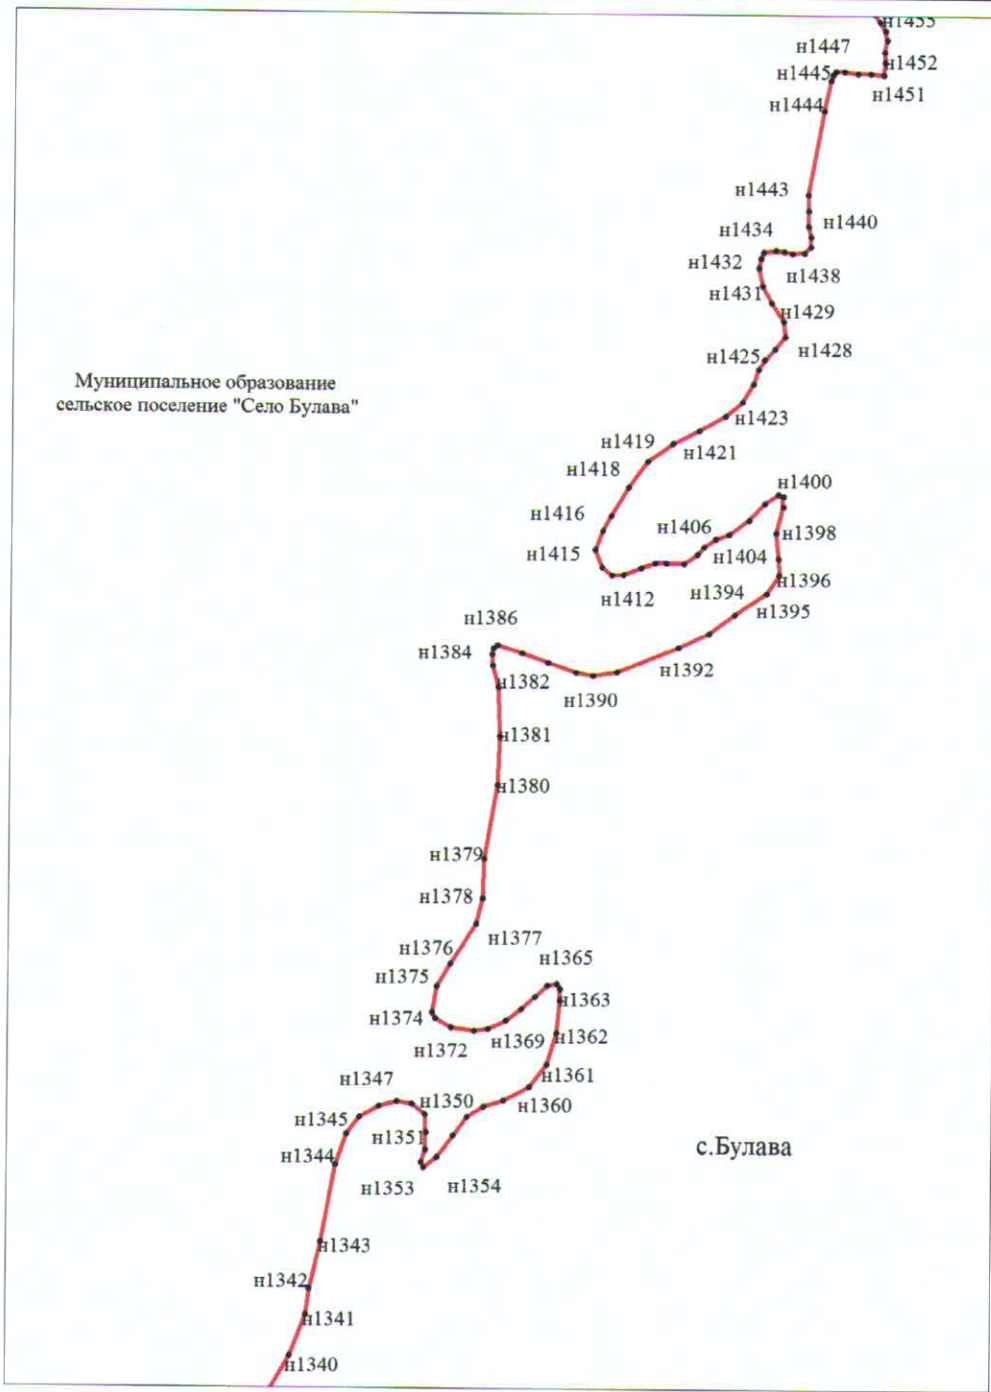 н1455
н1447
н1452
н1445
н1451
н1444
н1443
н1440
н1434
н1432
н1438
н1431
н1429
н1428
н1425
Муниципальное образование
сельское поселение "Село Булава"
н1423
н1419
н1421
н1418
н1400
н1416
н1406
н1398
н1415
н1404
н1396
н1412
н1394
н1395
н1386
н1384
н1392
н1382
н1390
н1381
н1380
н1379
н1378
н1377
н1376
н1365
н1375
н1363
н1374
н1369
н1362
н1372
н1361
н1347
н1350
н1360
н1345
н1351
с.Булава
н1344
н1353
н1354
н1343
н1342
н1341
н1340